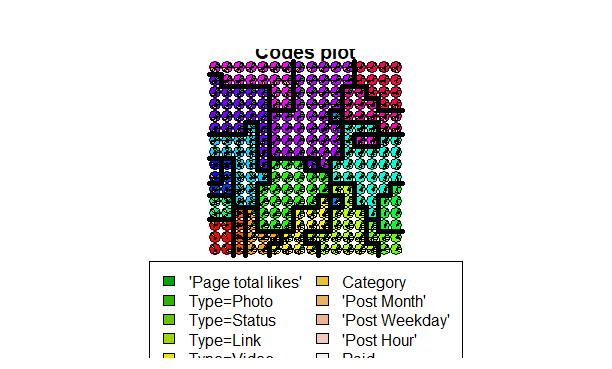 Codes plot
'Page total likes' Category
Type=Photo 'Post Month'
Type=Status 'Post Weekday'
Type=Link 'Post Hour'
Type=Video Paid